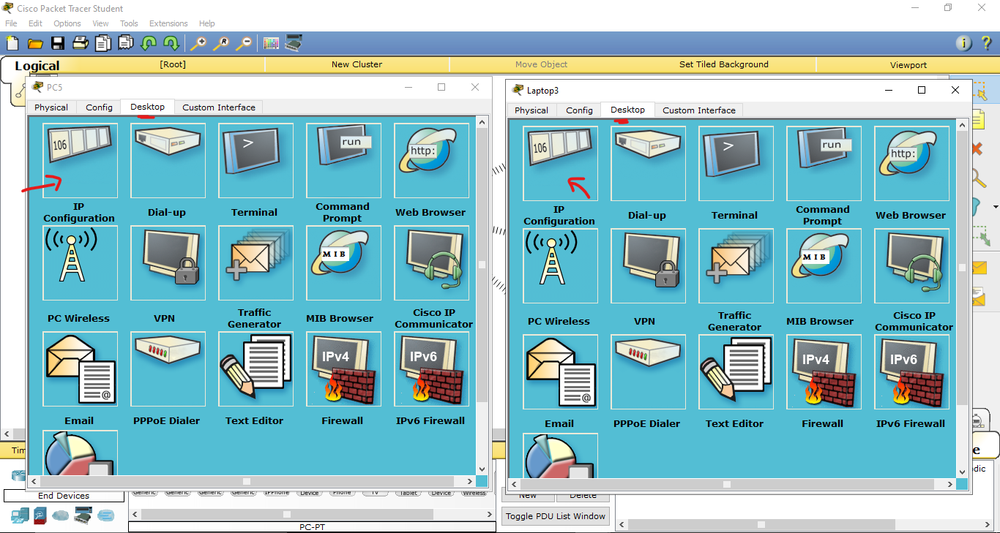 Cisco Packet Tracer Student
File Edit Options View Tools Extensions Help
Logical [Root] New Cluster Move Object Set Tiled Background Viewport
PC5
Physical Config Desktop Custom Interface
106 > run http:
IP Configuration Dial-up Terminal Command Prompt Web Browser
MIB
PC Wireless VPN Traffic Generator MIB Browser Cisco IP Communicator
@ IPv4 IPv6
Email PPPoE Dialer Text Editor Firewall IPv6 Firewall
Laptop3
Physical Config Desktop Custom Interface
106 > run http:
IP Configuration Dial-up Terminal Command Prompt Web Browser
MIB
PC Wireless VPN Traffic Generator MIB Browser Cisco IP Communicator
@ IPv4 IPv6
Email PPPoE Dialer Text Editor Firewall IPv6 Firewall
End Devices
Generic Generic Generic Generic IPPhone Device Phone TV Tablet Device Wireless
PC-PT
New Delete
Toggle PDU List Window